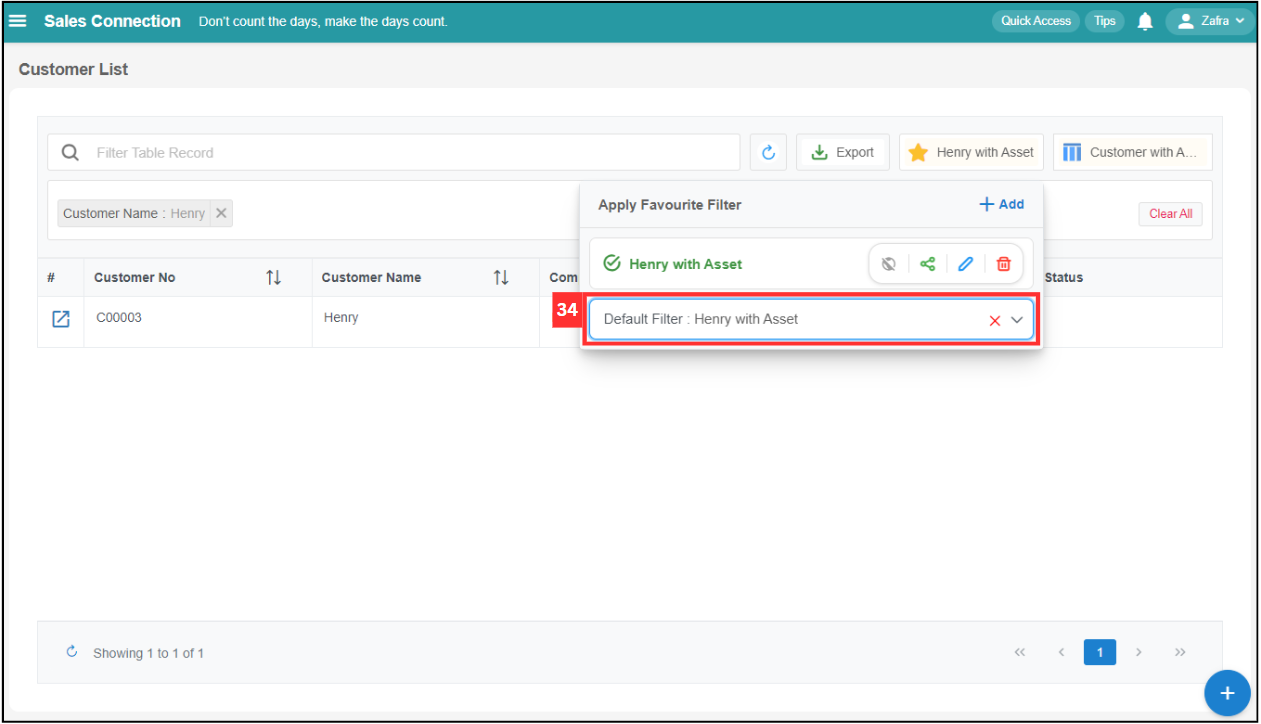 Sales Connection Don't count the days, make the days count. Quick Access Tips Zafra
Customer List
Filter Table Record Export Henry with Asset Customer with A...
Customer Name : Henry Clear All
Apply Favourite Filter Add
Henry with Asset
# Customer No Customer Name Com Status
34 Default Filter : Henry with Asset
C00003 Henry
Showing 1 to 1 of 1 << < 1 > >>